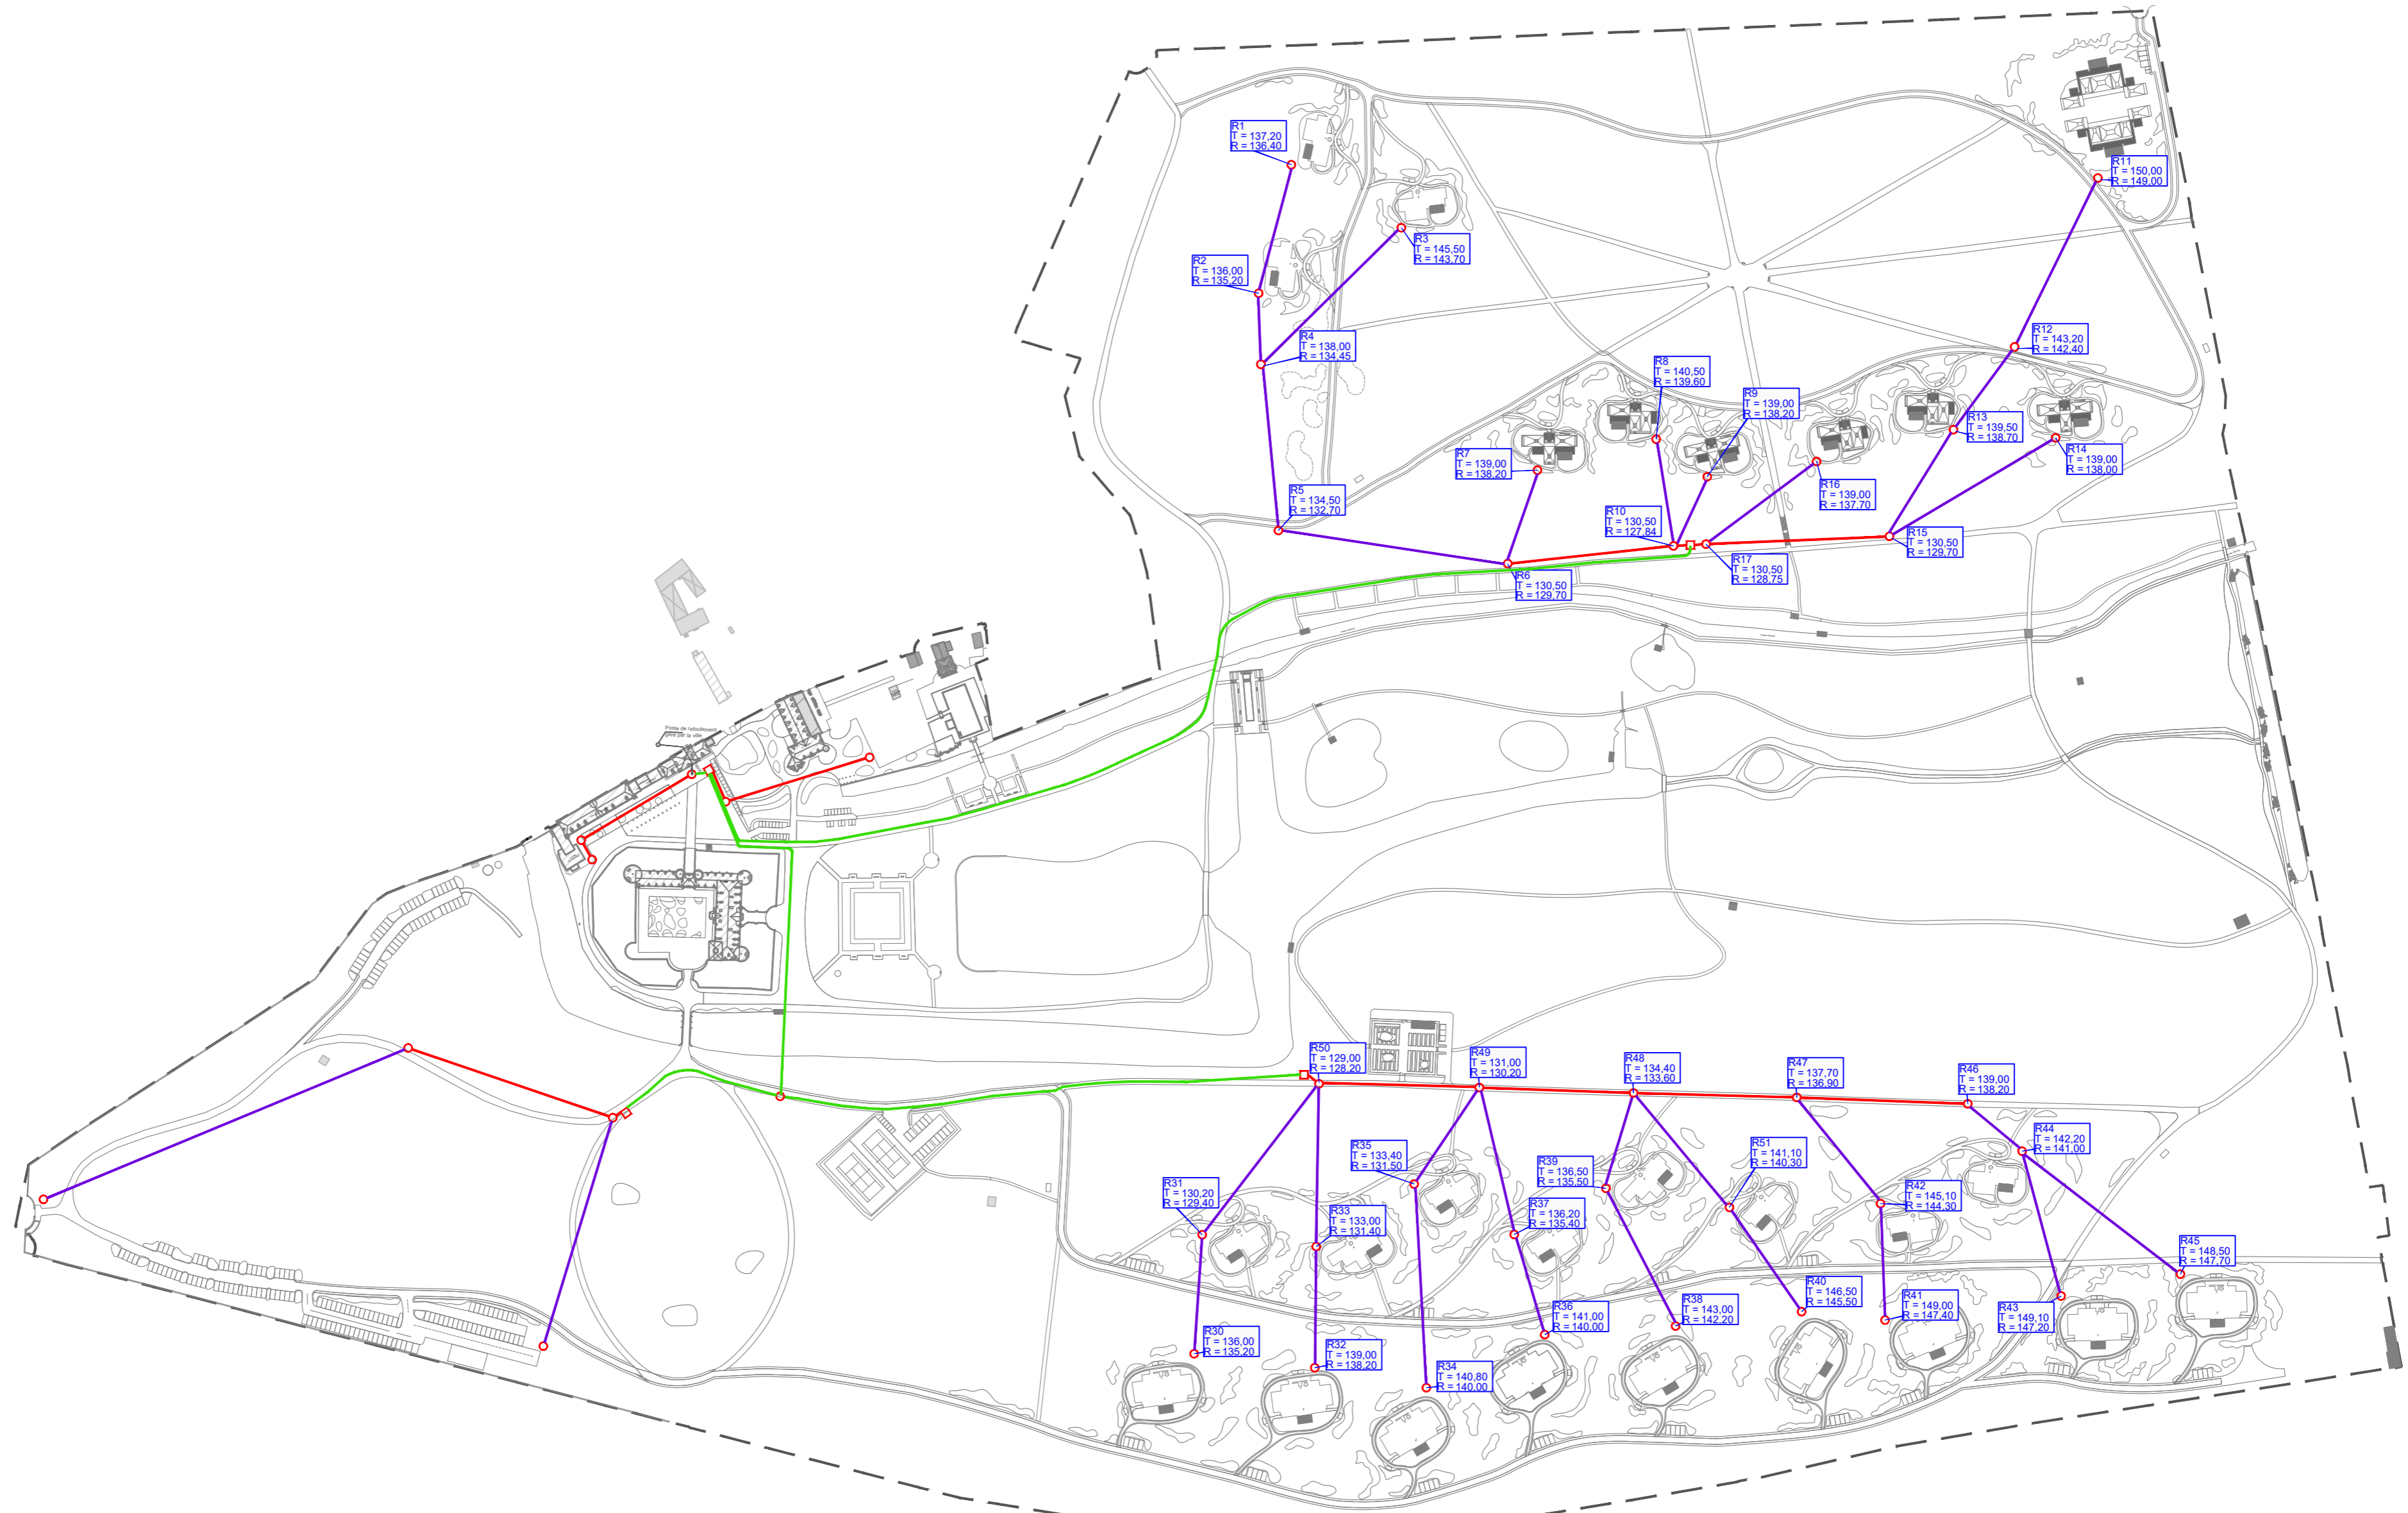 R1
T = 137,20
R = 136,40
R11
T = 150,00
R = 149,00
R3
T = 145,50
R = 143,70
R2
T = 136,00
R = 135,20
R4
T = 138,00
R = 134,45
R12
T = 143,20
R = 142,40
R8
T = 140,50
R = 139,60
R9
T = 139,00
R = 138,20
R13
T = 139,50
R = 138,70
R14
T = 139,00
R = 138,00
R7
T = 139,00
R = 138,20
R16
T = 139,00
R = 137,70
R5
T = 134,50
R = 132,70
R10
T = 130,50
R = 127,84
R15
T = 130,50
R = 129,70
R17
T = 130,50
R = 128,75
R6
T = 130,50
R = 129,70
Poste de refoulement
géré par la ville
R50
T = 129,00
R = 128,20
R49
T = 131,00
R = 130,20
R48
T = 134,40
R = 133,60
R47
T = 137,70
R = 136,90
R46
T = 139,00
R = 138,20
R35
T = 133,40
R = 131,50
R51
T = 141,10
R = 140,30
R44
T = 142,20
R = 141,00
R39
T = 136,50
R = 135,50
R31
T = 130,20
R = 129,40
R33
T = 133,00
R = 131,40
R37
T = 136,20
R = 135,40
R42
T = 145,10
R = 144,30
R45
T = 148,50
R = 147,70
R40
T = 146,50
R = 145,50
R41
T = 149,00
R = 147,40
R43
T = 149,10
R = 147,20
R38
T = 143,00
R = 142,20
R36
T = 141,00
R = 140,00
R30
T = 136,00
R = 135,20
R32
T = 139,00
R = 138,20
R34
T = 140,80
R = 140,00